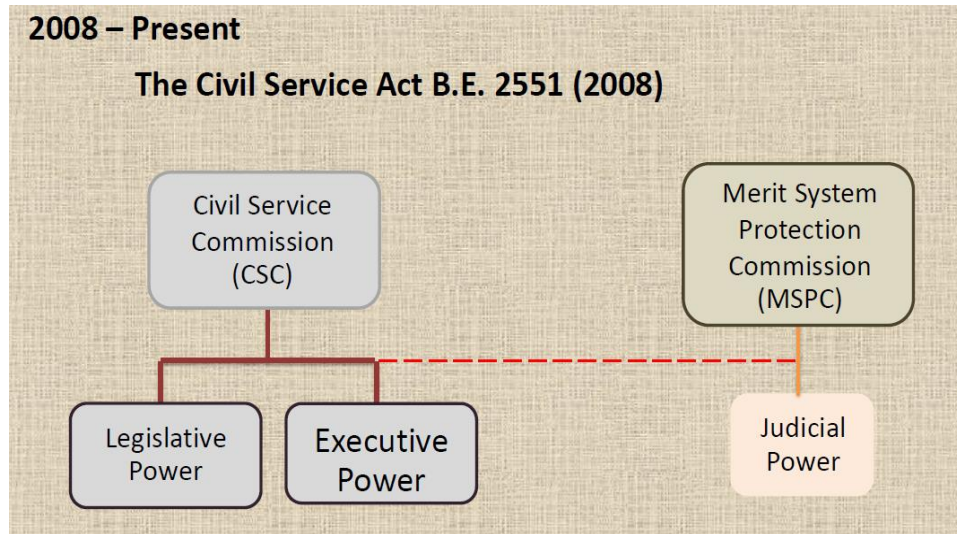 2008 – Present
The Civil Service Act B.E. 2551 (2008)
Civil Service
Commission
(CSC)
Merit System
Protection
Commission
(MSPC)
Legislative
Power
Executive
Power
Judicial
Power